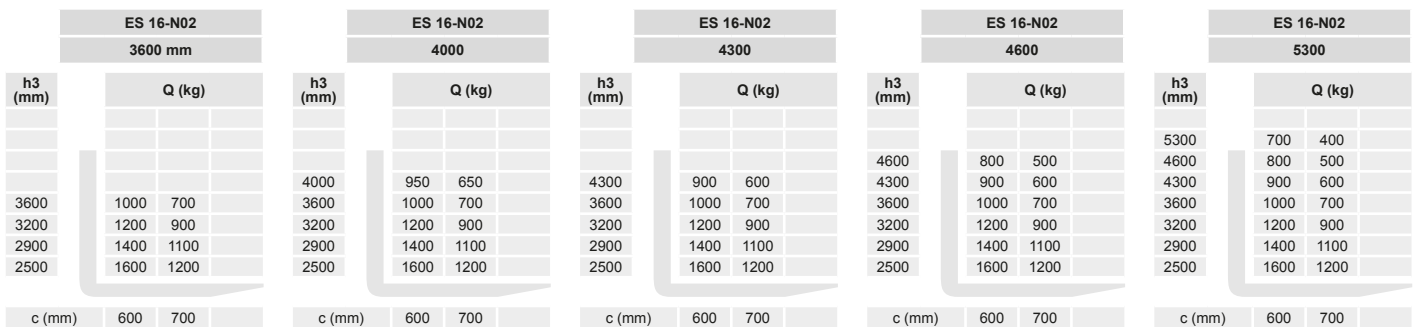 ES 16-N02 ES 16-N02 ES 16-N02 ES 16-N02 ES 16-N02
3600 mm 4000 4300 4600 5300
h3 (mm) Q (kg) h3 (mm) Q (kg) h3 (mm) Q (kg) h3 (mm) Q (kg) h3 (mm) Q (kg)
5300 700 400
4600 800 500 4600 800 500
4000 950 650 4300 900 600 4300 900 600 4300 900 600
3600 1000 700 3600 1000 700 3600 1000 700 3600 1000 700 3600 1000 700
3200 1200 900 3200 1200 900 3200 1200 900 3200 1200 900 3200 1200 900
2900 1400 1100 2900 1400 1100 2900 1400 1100 2900 1400 1100 2900 1400 1100
2500 1600 1200 2500 1600 1200 2500 1600 1200 2500 1600 1200 2500 1600 1200
c (mm) 600 700 c (mm) 600 700 c (mm) 600 700 c (mm) 600 700 c (mm) 600 700